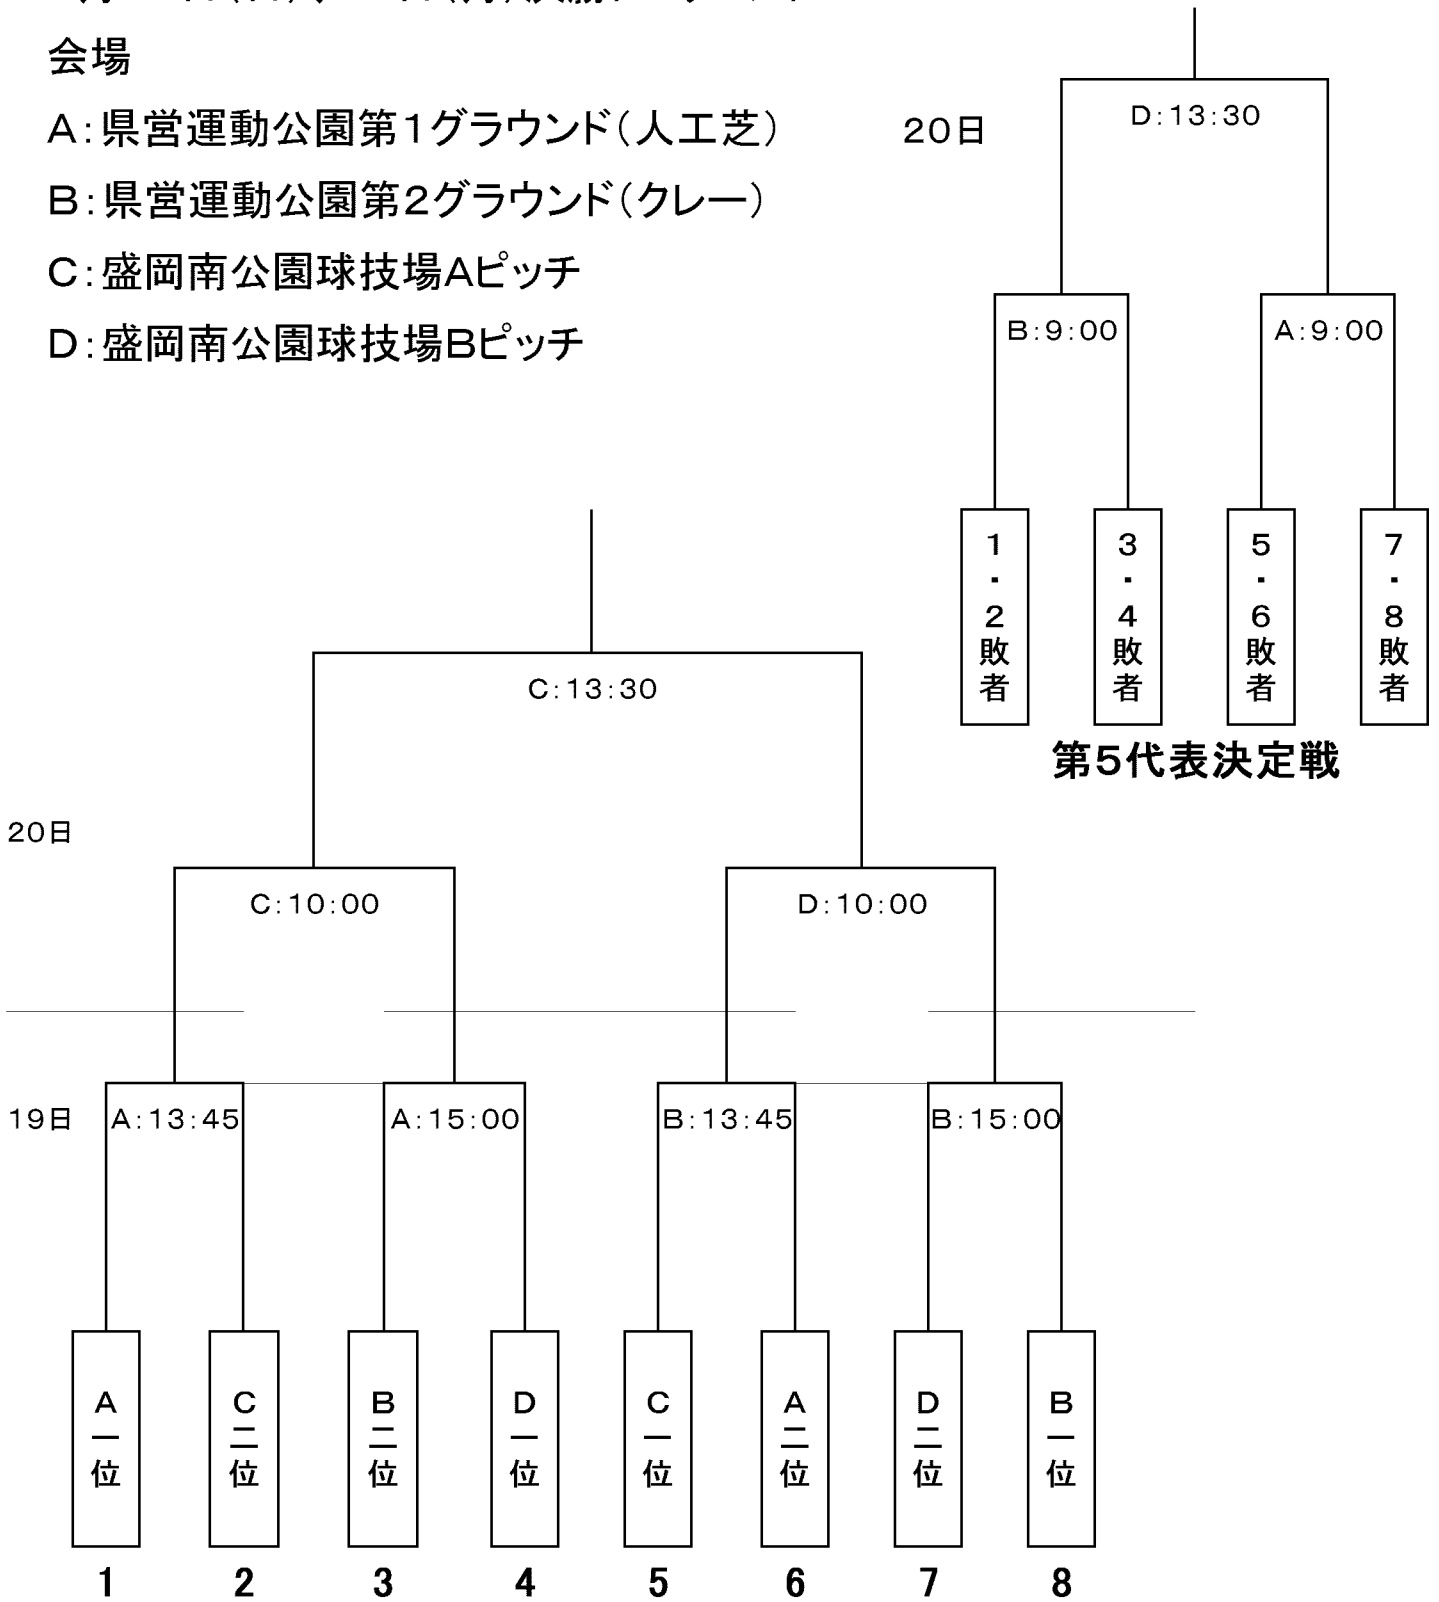 会場
A:県営運動公園第1グラウンド(人工芝)
B:県営運動公園第2グラウンド(クレー)
C:盛岡南公園球技場Aピッチ
D:盛岡南公園球技場Bピッチ
20日
D:13:30
B:9:00
A:9:00
1・2敗者
3・4敗者
5・6敗者
7・8敗者
第5代表決定戦
C:13:30
20日
C:10:00
D:10:00
19日
A:13:45
A:15:00
B:13:45
B:15:00
A一位
C二位
B二位
D一位
C一位
A二位
D二位
B一位
1
2
3
4
5
6
7
8